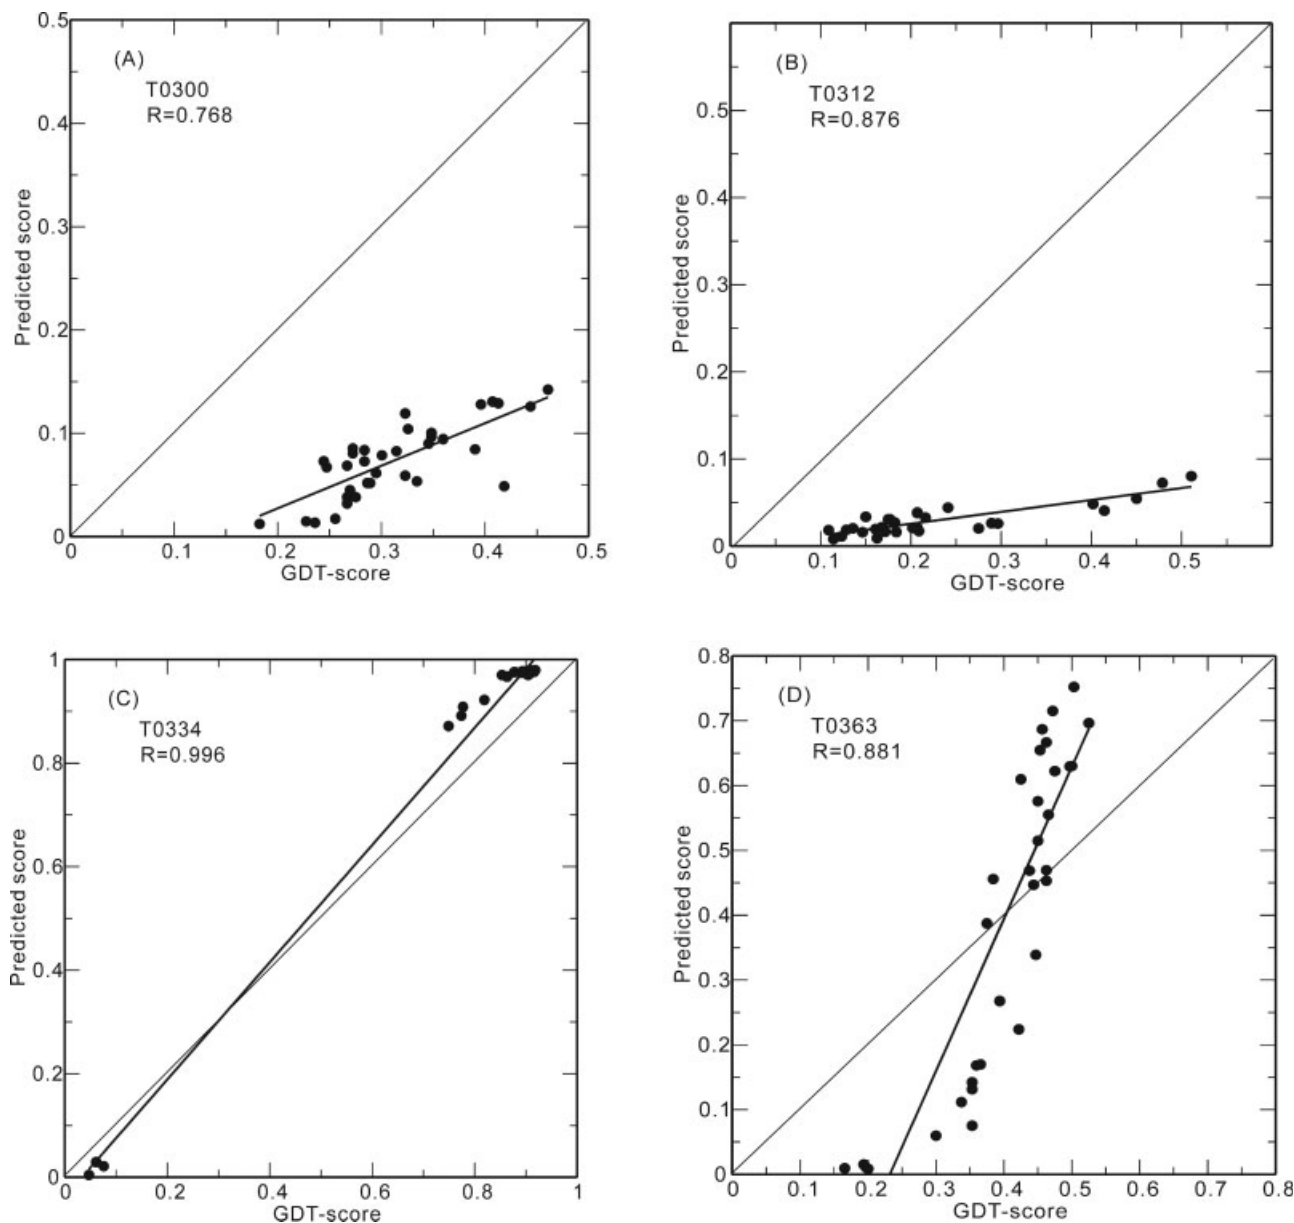 (A)
T0300
R=0.768
Predicted score
0.5
0.4
0.3
0.2
0.1
0
0 0.1 0.2 0.3 0.4 0.5
GDT-score
(B)
T0312
R=0.876
Predicted score
0.5
0.4
0.3
0.2
0.1
0
0 0.1 0.2 0.3 0.4 0.5
GDT-score
(C)
T0334
R=0.996
Predicted score
1
0.8
0.6
0.4
0.2
0
0 0.2 0.4 0.6 0.8 1
GDT-score
(D)
T0363
R=0.881
Predicted score
0.8
0.7
0.6
0.5
0.4
0.3
0.2
0.1
0
0 0.1 0.2 0.3 0.4 0.5 0.6 0.7 0.8
GDT-score